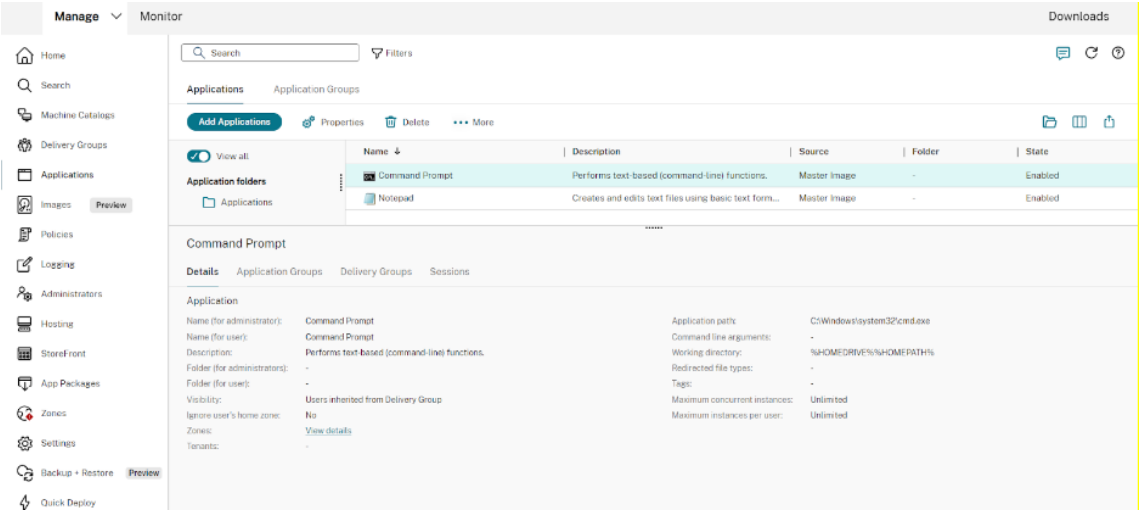 Manage Monitor Downloads
Home
Search
Machine Catalogs
Delivery Groups
Applications
Images Preview
Policies
Logging
Administrators
Hosting
StoreFront
App Packages
Zones
Settings
Backup + Restore Preview
Quick Deploy
Search Filters
Applications Application Groups
Add Applications Properties Delete More
View all
Application folders
Applications
Name ↓ Description Source Folder State
Command Prompt Performs text-based (command-line) functions. Master Image - Enabled
Notepad Creates and edits text files using basic text form... Master Image - Enabled
Command Prompt
Details Application Groups Delivery Groups Sessions
Application
Name (for administrator): Command Prompt
Name (for user): Command Prompt
Description: Performs text-based (command-line) functions.
Folder (for administrators): -
Folder (for user): -
Visibility: Users inherited from Delivery Group
Ignore user's home zone: No
Zones: View details
Tenants: -
Application path: C:\Windows\system32\cmd.exe
Command line arguments: -
Working directory: %HOMEDRIVE%%HOMEPATH%
Redirected file types: -
Tags: -
Maximum concurrent instances: Unlimited
Maximum instances per user: Unlimited